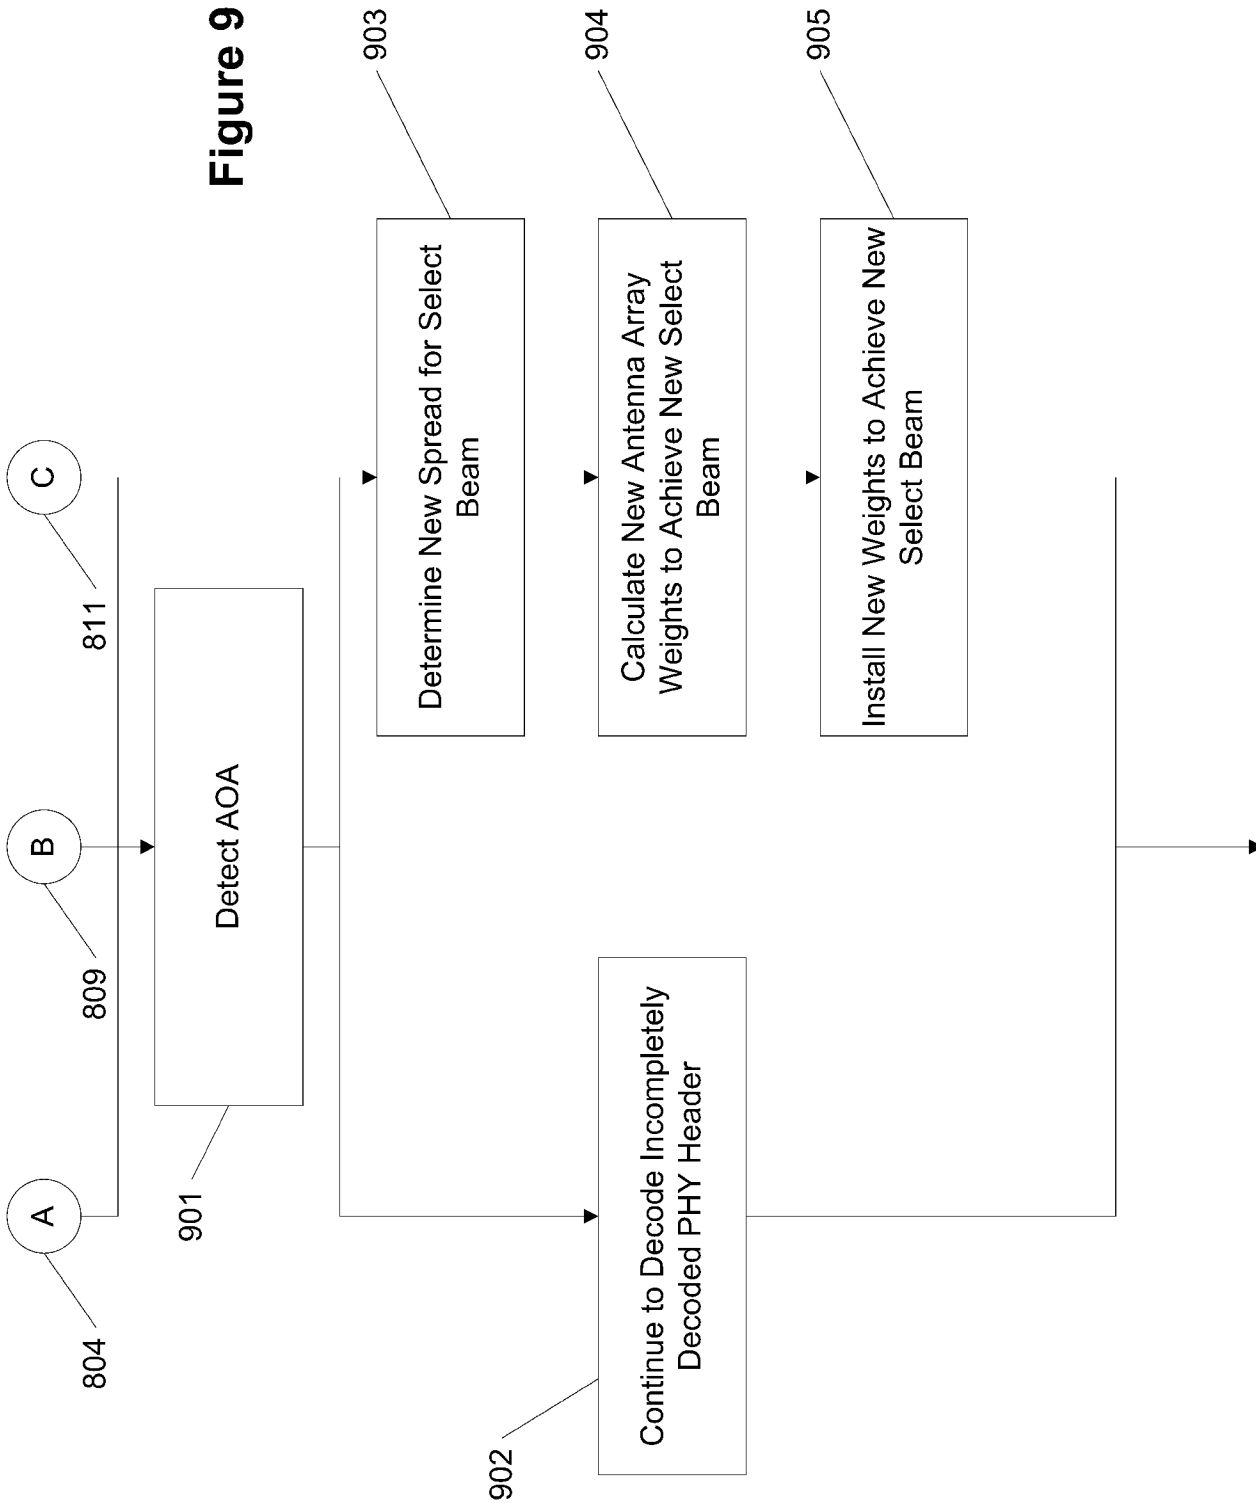 Figure 9
A
B
C
804
809
811
Detect AOA
901
Continue to Decode Incompletely
Decoded PHY Header
902
Determine New Spread for Select
Beam
903
Calculate New Antenna Array
Weights to Achieve New Select
Beam
904
Install New Weights to Achieve New
Select Beam
905